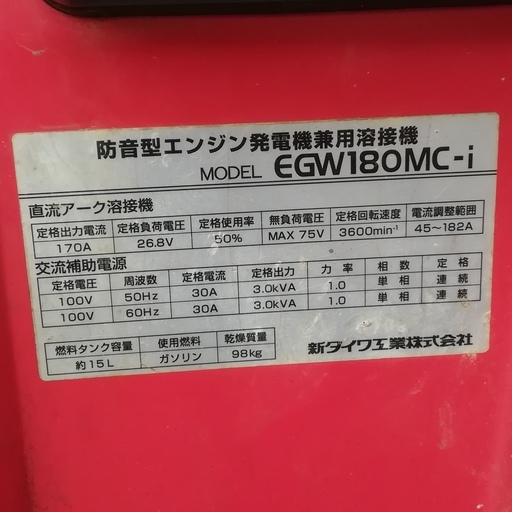 防音型エンジン発電機兼用溶接機
MODEL EGW180MC-i
直流アーク溶接機
定格出力電流 定格負荷電圧 定格使用率 無負荷電圧 定格回転速度 電流調整範囲
170A 26.8V 50% MAX 75V 3600min⁻¹ 45～182A
交流補助電源
定格電圧 周波数 定格電流 定格出力 力率 相数 定格
100V 50Hz 30A 3.0kVA 1.0 単相 連続
100V 60Hz 30A 3.0kVA 1.0 単相 連続
燃料タンク容量 使用燃料 乾燥質量
約15L ガソリン 98kg
新ダイワ工業株式会社